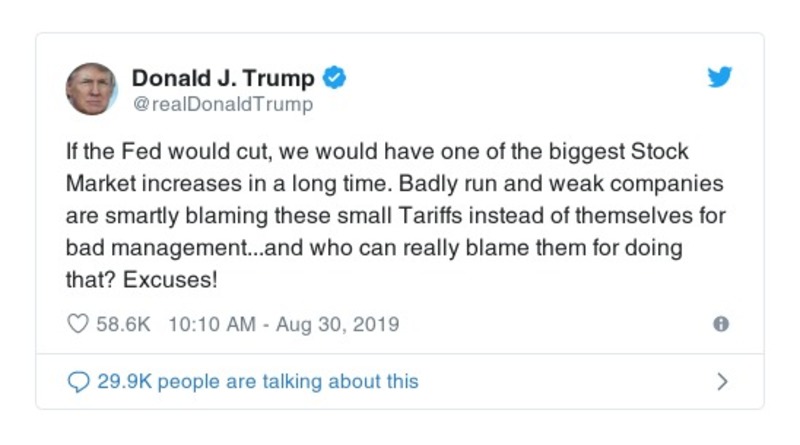 Donald J. Trump
@realDonaldTrump
If the Fed would cut, we would have one of the biggest Stock
Market increases in a long time. Badly run and weak companies
are smartly blaming these small Tariffs instead of themselves for
bad management...and who can really blame them for doing
that? Excuses!
58.6K 10:10 AM - Aug 30, 2019
29.9K people are talking about this